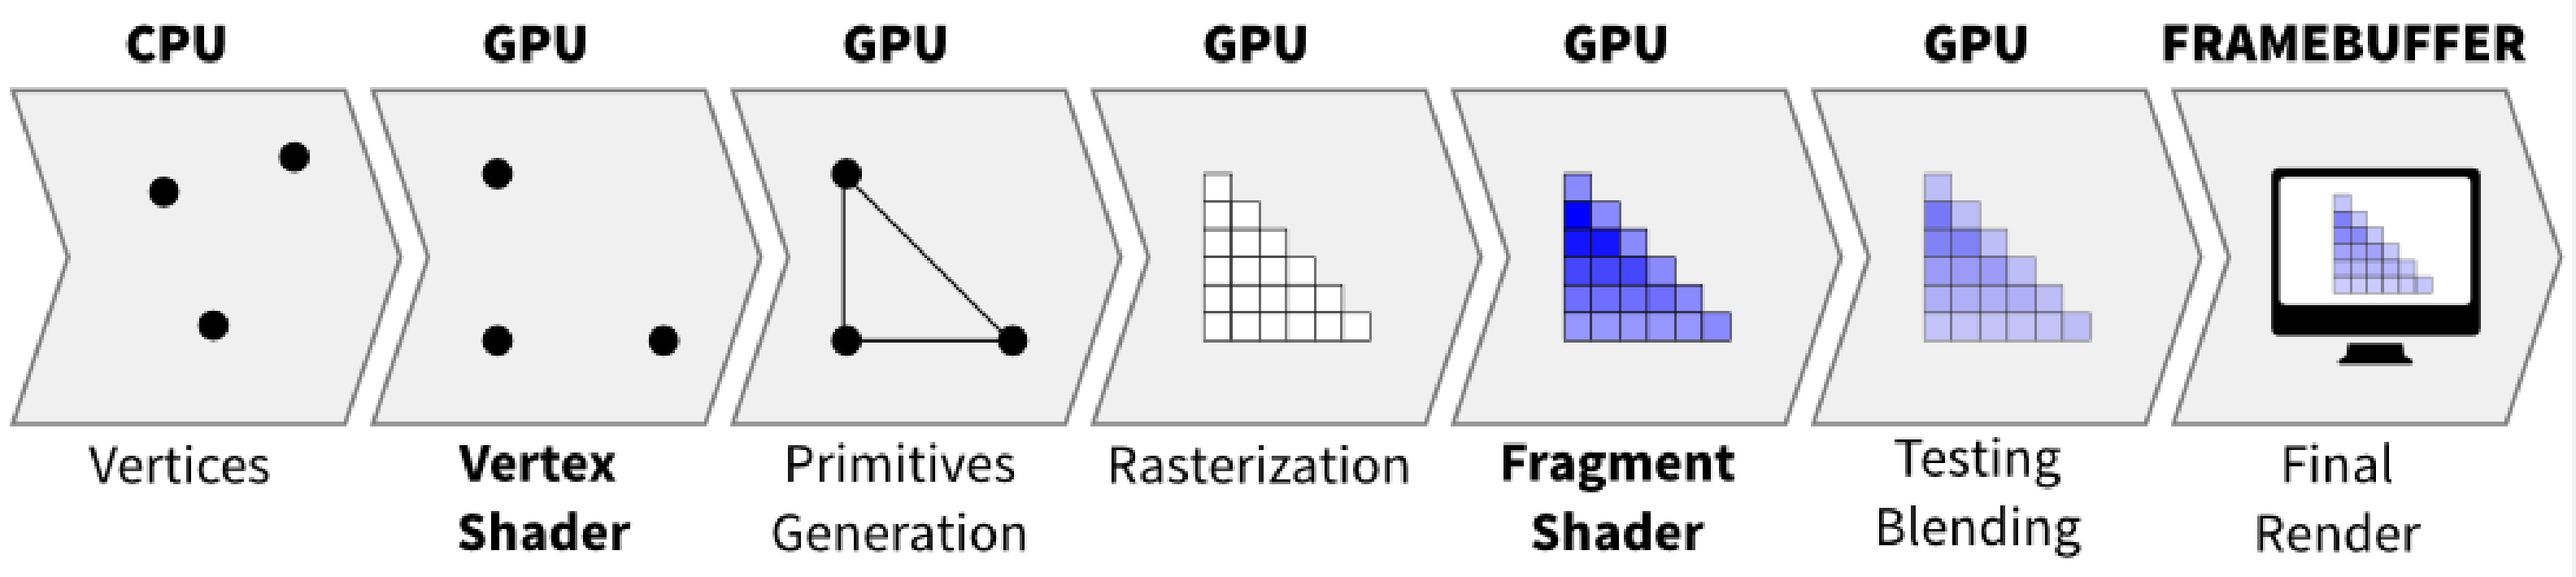 CPU
GPU
GPU
GPU
GPU
GPU
FRAMEBUFFER
Vertices
Vertex
Shader
Primitives
Generation
Rasterization
Fragment
Shader
Testing
Blending
Final
Render